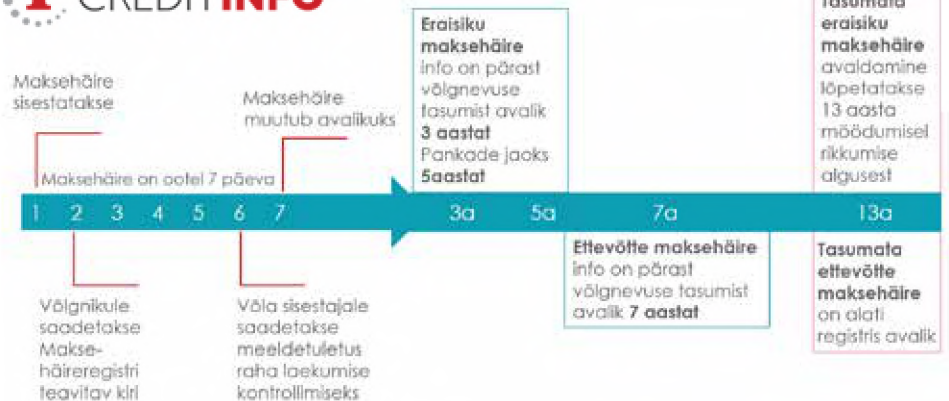 CREDITINFO
Maksehäire
sisestatakse
Maksehäire on ootel 7 päeva
Maksehäire
muutub avalikuks
Eraisiku
maksehäire
info on pärast
võlgnevuse
tasumist avalik
3 aastat
Pankade jaoks
5aastat
Tasumata
eraisiku
maksehäire
avaldamine
lõpetatakse
13 aasta
möödumisel
rikkumise
algusest
1 2 3 4 5 6 7 3a 5a 7a 13a
Võlgnikule
saadetakse
Makse-
häireregistri
teavitav kiri
Võla sisestajale
saadetakse
meeldetuletus
raha laekumise
kontrollimiseks
Ettevõtte maksehäire
info on pärast
võlgnevuse tasumist
avalik 7 aastat
Tasumata
ettevõtte
maksehäire
on alati
registris avalik